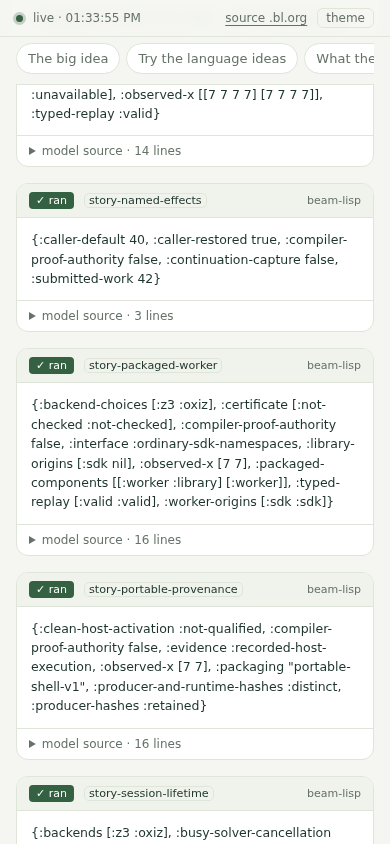 live · 01:33:55 PM
source .bl.org
theme
The big idea
Try the language ideas
What the
:unavailable], :observed-x [[7 7 7 7] [7 7 7 7]],
:typed-replay :valid}
▶ model source · 14 lines
✓ ran
story-named-effects
beam-lisp
{:caller-default 40, :caller-restored true, :compiler-
proof-authority false, :continuation-capture false,
:submitted-work 42}
▶ model source · 3 lines
✓ ran
story-packaged-worker
beam-lisp
{:backend-choices [:z3 :oxiz], :certificate [:not-
checked :not-checked], :compiler-proof-authority
false, :interface :ordinary-sdk-namespaces, :library-
origins [:sdk nil], :observed-x [7 7], :packaged-
components [[:worker :library] [:worker]], :typed-
replay [:valid :valid], :worker-origins [:sdk :sdk]}
▶ model source · 16 lines
✓ ran
story-portable-provenance
beam-lisp
{:clean-host-activation :not-qualified, :compiler-
proof-authority false, :evidence :recorded-host-
execution, :observed-x [7 7], :packaging "portable-
shell-v1", :producer-and-runtime-hashes :distinct,
:producer-hashes :retained}
▶ model source · 16 lines
✓ ran
story-session-lifetime
beam-lisp
{:backends [:z3 :oxiz], :busy-solver-cancellation